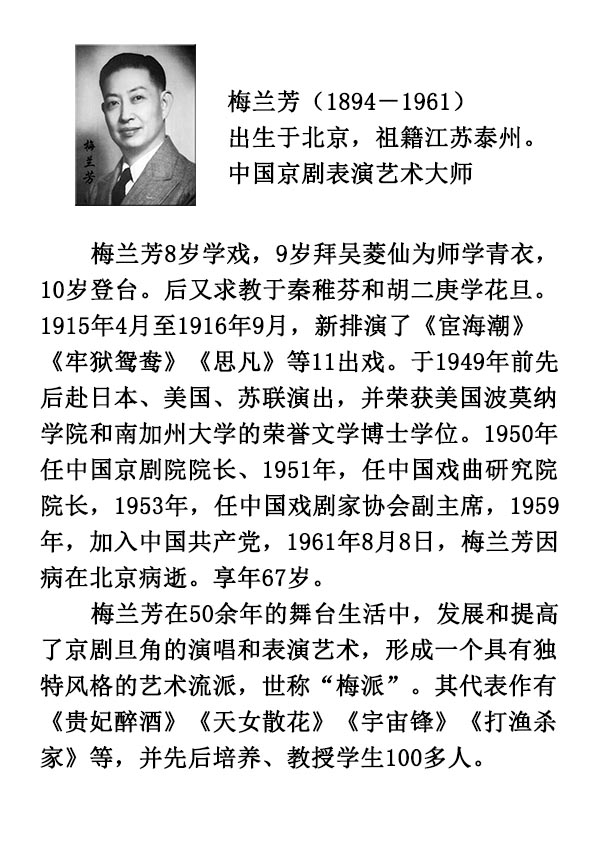 梅兰芳
梅兰芳（1894－1961）
出生于北京，祖籍江苏泰州。
中国京剧表演艺术大师
梅兰芳8岁学戏，9岁拜吴菱仙为师学青衣，
10岁登台。后又求教于秦稚芬和胡二庚学花旦。
1915年4月至1916年9月，新排演了《宦海潮》
《牢狱鸳鸯》《思凡》等11出戏。于1949年前先
后赴日本、美国、苏联演出，并荣获美国波莫纳
学院和南加州大学的荣誉文学博士学位。1950年
任中国京剧院院长、1951年，任中国戏曲研究院
院长，1953年，任中国戏剧家协会副主席，1959
年，加入中国共产党，1961年8月8日，梅兰芳因
病在北京病逝。享年67岁。
梅兰芳在50余年的舞台生活中，发展和提高
了京剧旦角的演唱和表演艺术，形成一个具有独
特风格的艺术流派，世称“梅派”。其代表作有
《贵妃醉酒》《天女散花》《宇宙锋》《打渔杀
家》等，并先后培养、教授学生100多人。